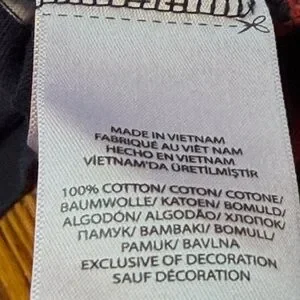 MADE IN VIETNAM
FABRIQUÉ AU VIÊT NAM
HECHO EN VIETNAM
VİETNAM'DA ÜRETİLMİŞTİR
100% COTTON/ COTON/ COTONE/
BAUMWOLLE/ KATOEN/ BOMULD/
ALGODÓN/ ALGODÃO/ ХЛОПОК/
ПАМУК/ BAMBAKI/ BOMULL/
PAMUK/ BAVLNA
EXCLUSIVE OF DECORATION
SAUF DÉCORATION